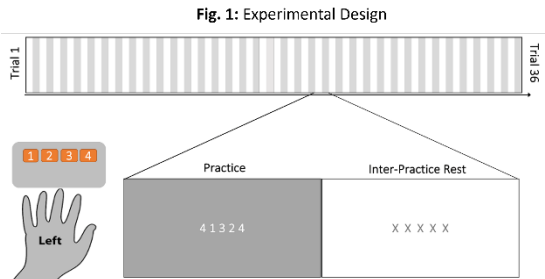 Fig. 1: Experimental Design
Trial 1
Trial 36
1 2 3 4
Left
Practice
Inter-Practice Rest
4 1 3 2 4
X X X X X